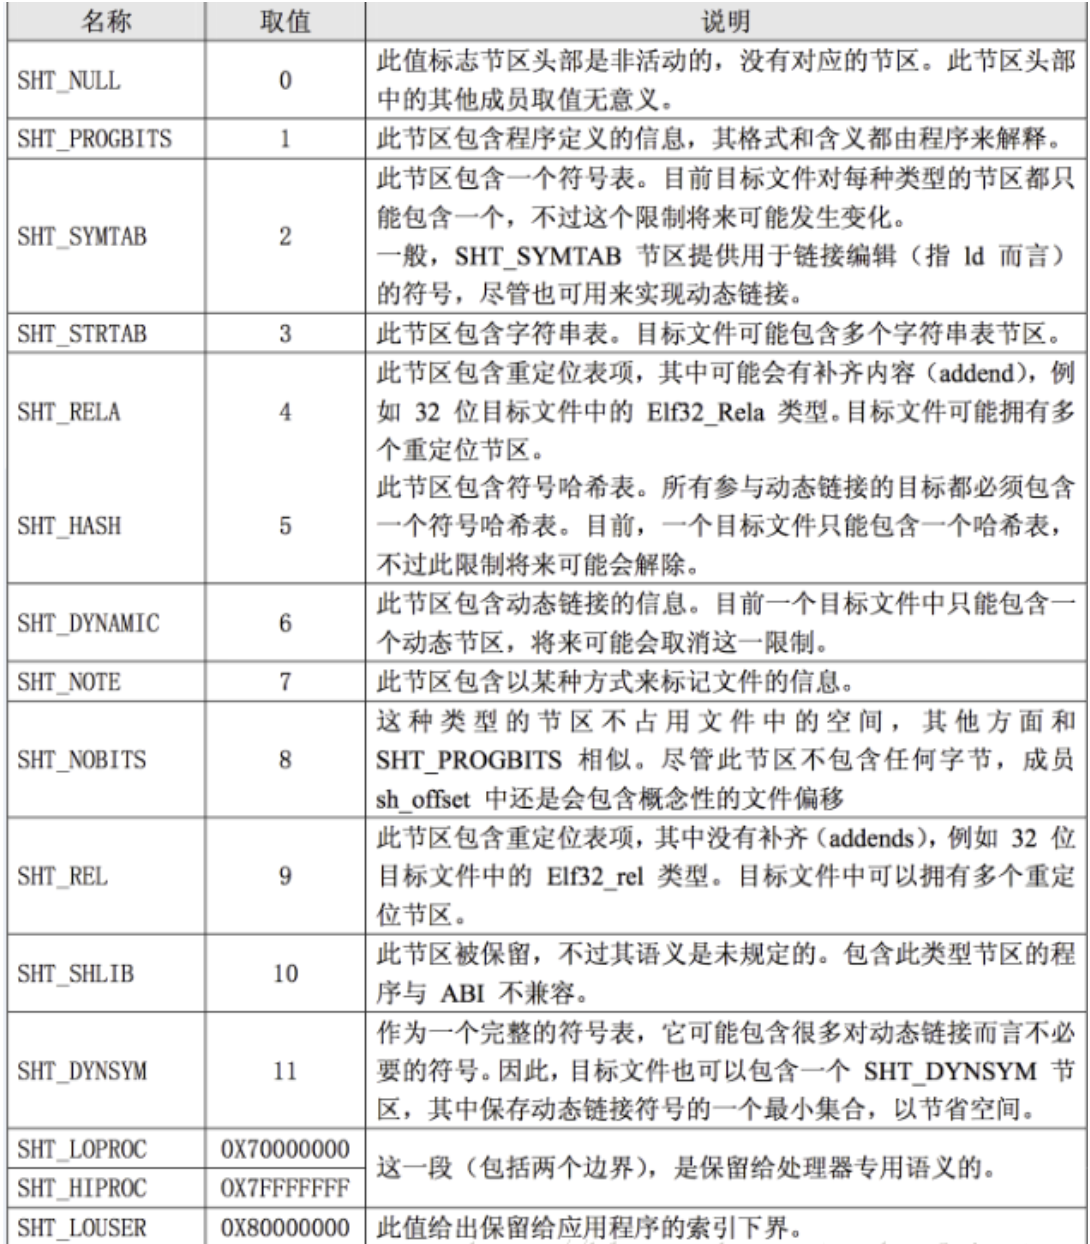 名称 取值 说明
SHT_NULL 0 此值标志节区头部是非活动的，没有对应的节区。此节区头部
中的其他成员取值无意义。
SHT_PROGBITS 1 此节区包含程序定义的信息，其格式和含义都由程序来解释。
SHT_SYMTAB 2 此节区包含一个符号表。目前目标文件对每种类型的节区都只
能包含一个，不过这个限制将来可能发生变化。
一般，SHT_SYMTAB 节区提供用于链接编辑（指 ld 而言）
的符号，尽管也可用来实现动态链接。
SHT_STRTAB 3 此节区包含字符串表。目标文件可能包含多个字符串表节区。
SHT_RELA 4 此节区包含重定位表项，其中可能会有补齐内容（addend），例
如 32 位目标文件中的 Elf32_Rela 类型。目标文件可能拥有多
个重定位节区。
SHT_HASH 5 此节区包含符号哈希表。所有参与动态链接的目标都必须包含
一个符号哈希表。目前，一个目标文件只能包含一个哈希表，
不过此限制将来可能会解除。
SHT_DYNAMIC 6 此节区包含动态链接的信息。目前一个目标文件中只能包含一
个动态节区，将来可能会取消这一限制。
SHT_NOTE 7 此节区包含以某种方式来标记文件的信息。
SHT_NOBITS 8 这种类型的节区不占用文件中的空间，其他方面和
SHT_PROGBITS 相似。尽管此节区不包含任何字节，成员
sh_offset 中还是会包含概念性的文件偏移
SHT_REL 9 此节区包含重定位表项，其中没有补齐（addends），例如 32 位
目标文件中的 Elf32_rel 类型。目标文件中可以拥有多个重定
位节区。
SHT_SHLIB 10 此节区被保留，不过其语义是未规定的。包含此类型节区的程
序与 ABI 不兼容。
SHT_DYNSYM 11 作为一个完整的符号表，它可能包含很多对动态链接而言不必
要的符号。因此，目标文件也可以包含一个 SHT_DYNSYM 节
区，其中保存动态链接符号的一个最小集合，以节省空间。
SHT_LOPROC 0X70000000 这一段（包括两个边界），是保留给处理器专用语义的。
SHT_HIPROC 0X7FFFFFFF
SHT_LOUSER 0X80000000 此值给出保留给应用程序的索引下界。